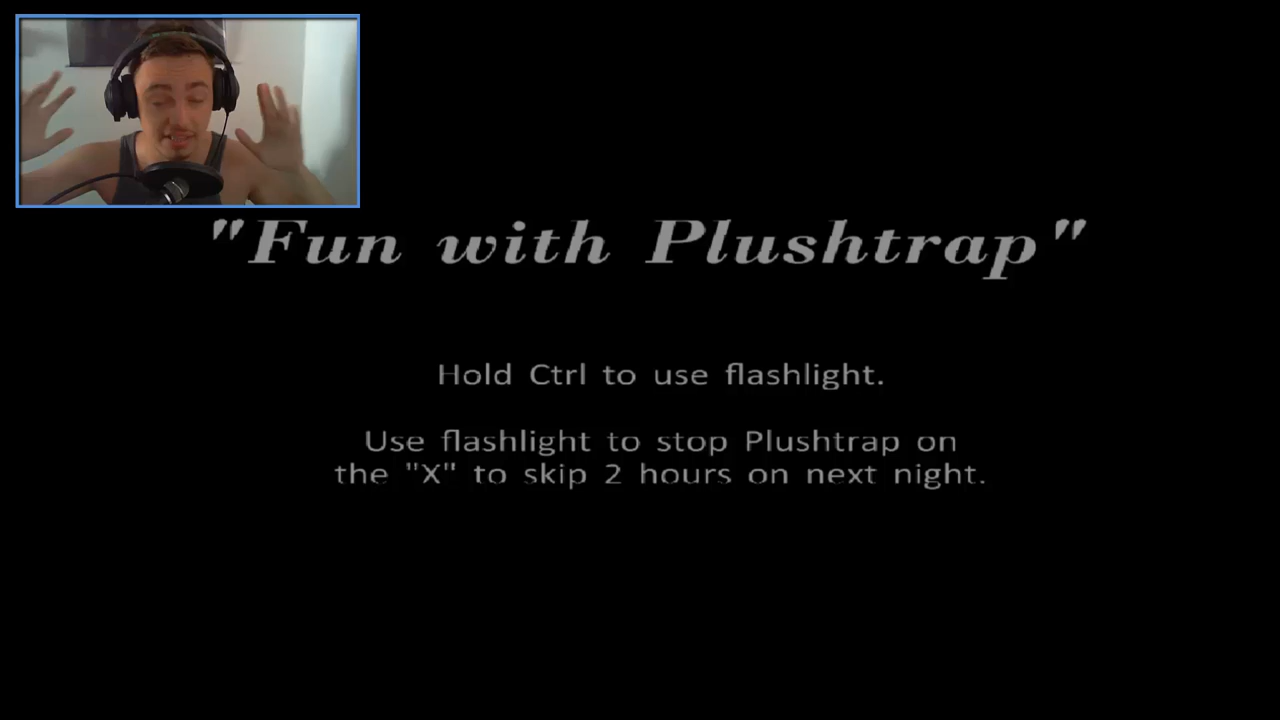 "Fun with Plushtrap"
Hold Ctrl to use flashlight.
Use flashlight to stop Plushtrap on
the "X" to skip 2 hours on next night.